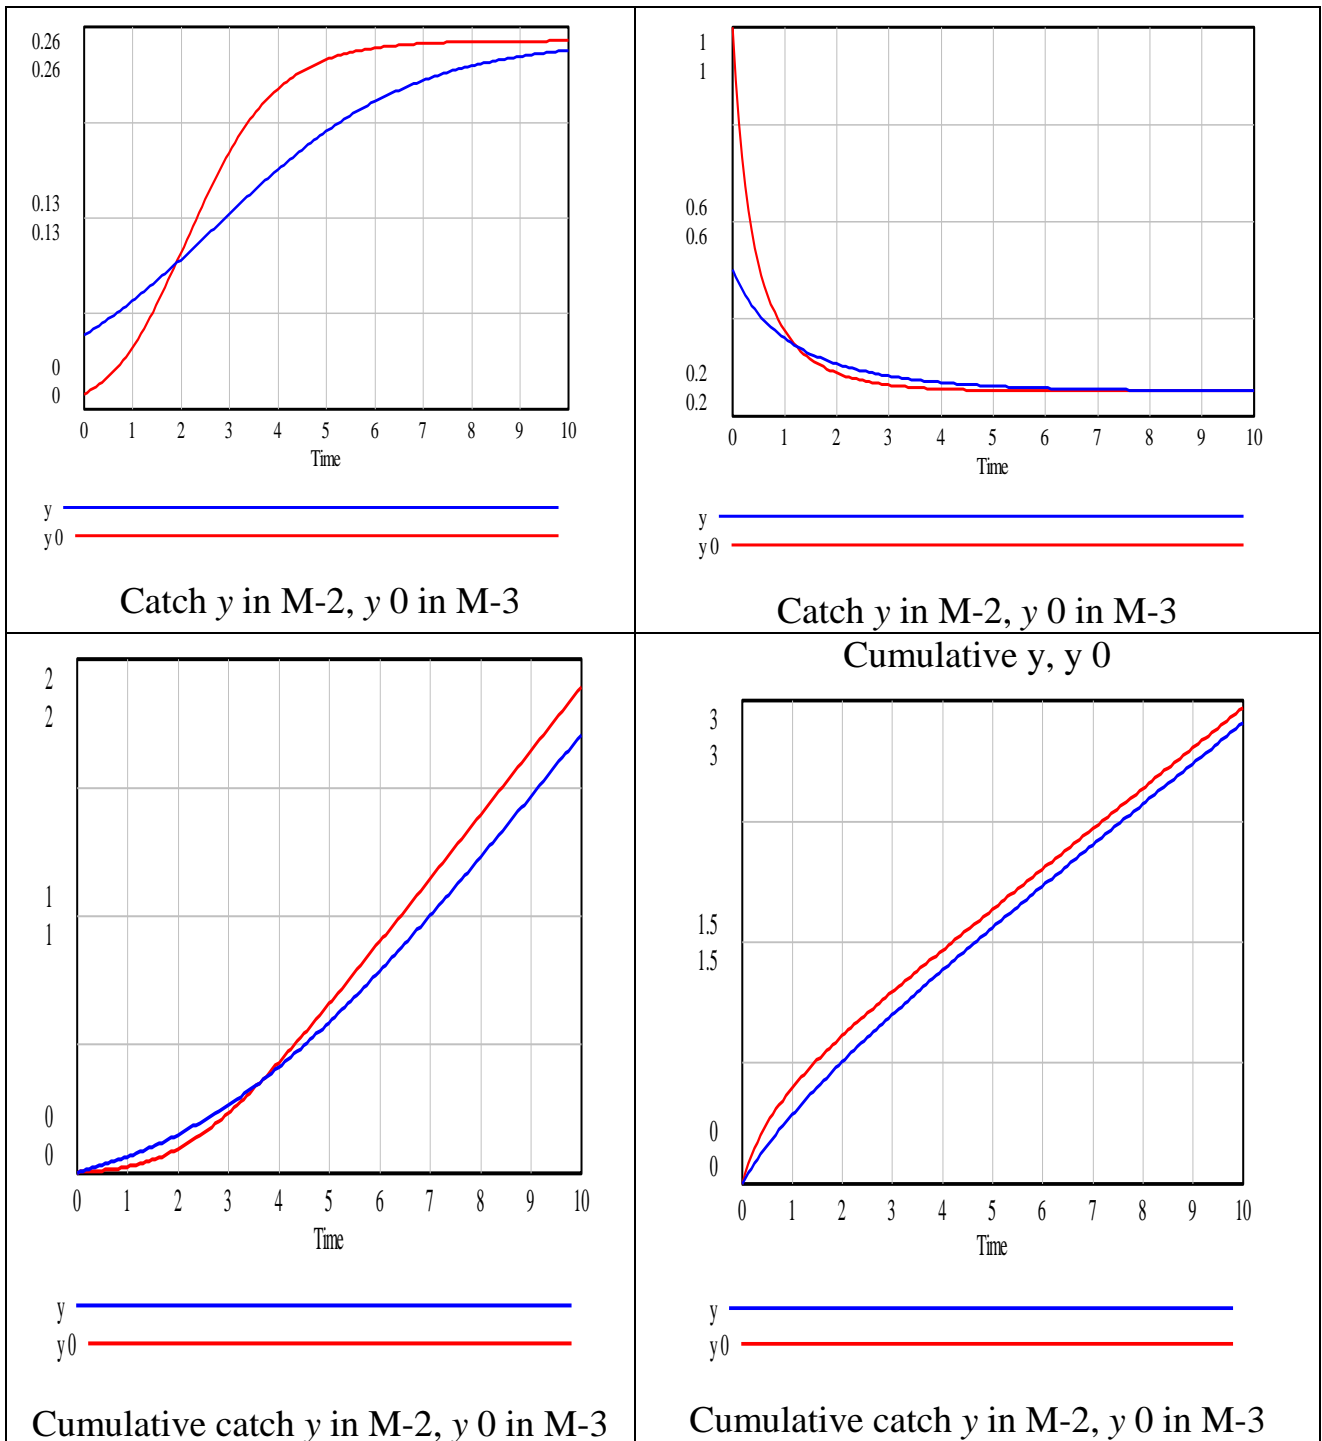 0.26
0.26
0.13
0.13
0
0
0 1 2 3 4 5 6 7 8 9 10
Time
y
y 0
Catch y in M-2, y 0 in M-3
1
1
0.6
0.6
0.2
0.2
0 1 2 3 4 5 6 7 8 9 10
Time
y
y 0
Catch y in M-2, y 0 in M-3
2
2
1
1
0
0
0 1 2 3 4 5 6 7 8 9 10
Time
y
y 0
Cumulative catch y in M-2, y 0 in M-3
Cumulative y, y 0
3
3
1.5
1.5
0
0
0 1 2 3 4 5 6 7 8 9 10
Time
y
y 0
Cumulative catch y in M-2, y 0 in M-3